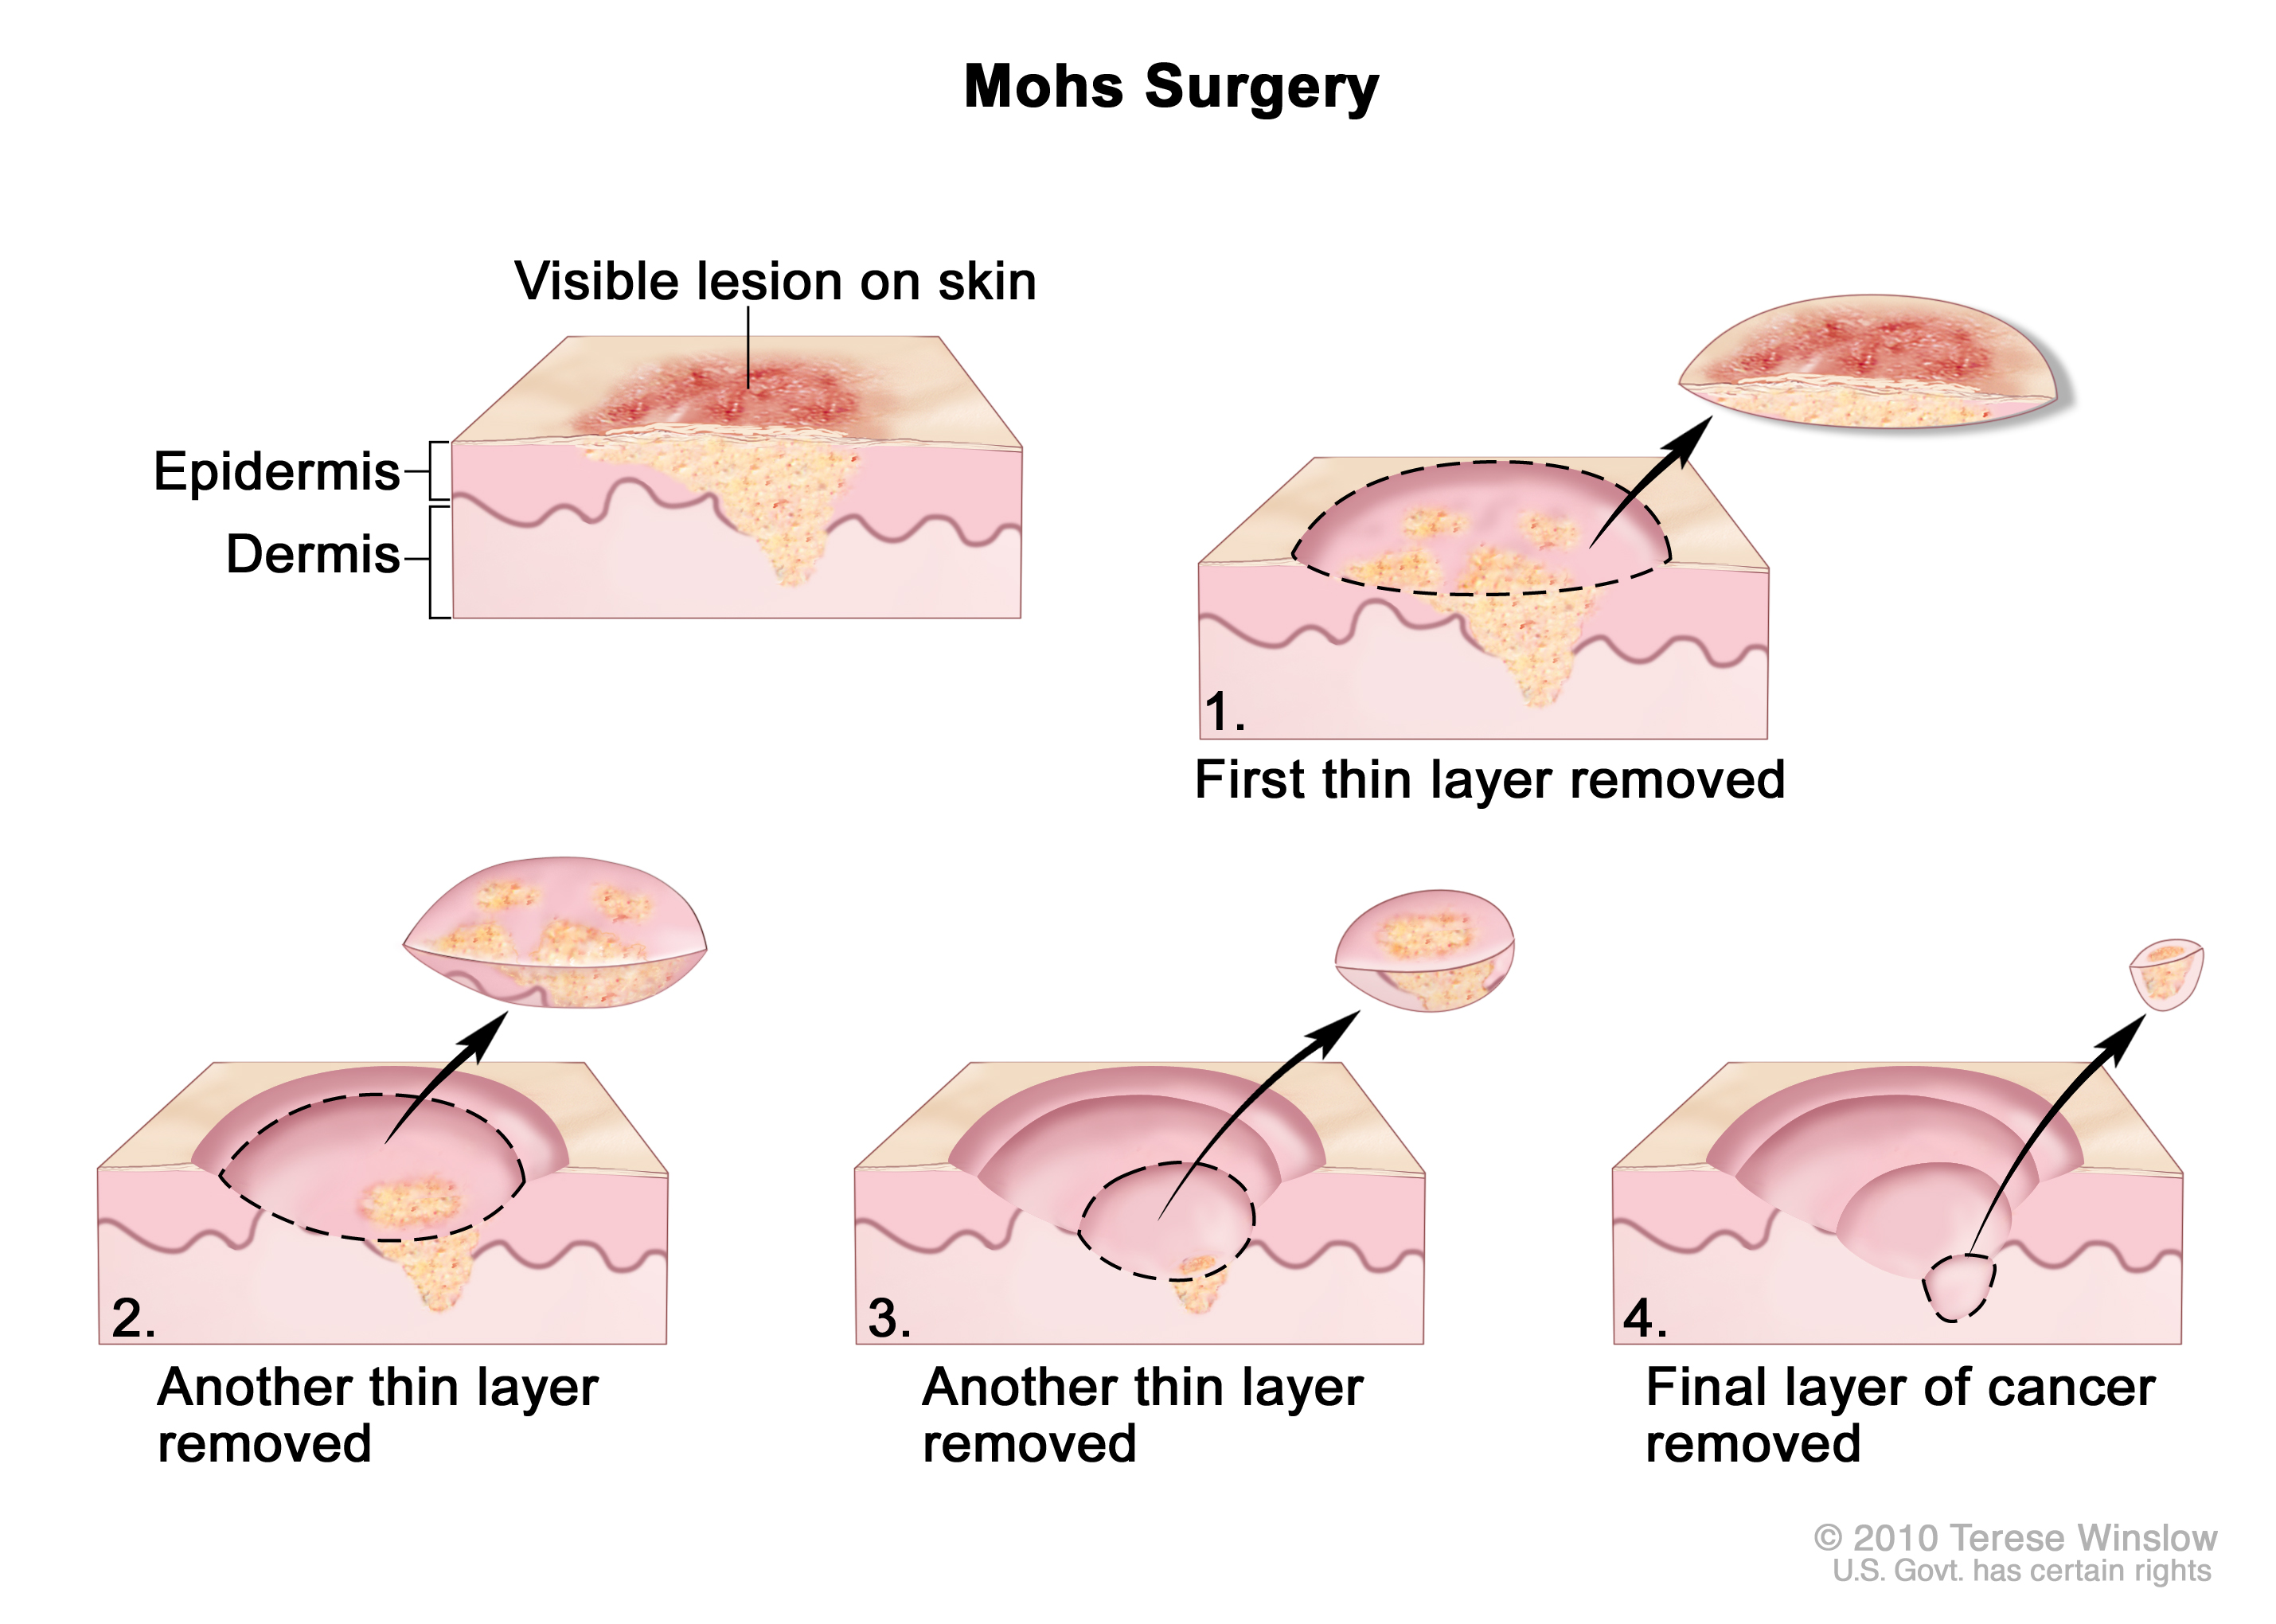 Mohs Surgery
Visible lesion on skin
Epidermis
Dermis
1.
First thin layer removed
2.
Another thin layer
removed
3.
Another thin layer
removed
4.
Final layer of cancer
removed
© 2010 Terese Winslow
U.S. Govt. has certain rights